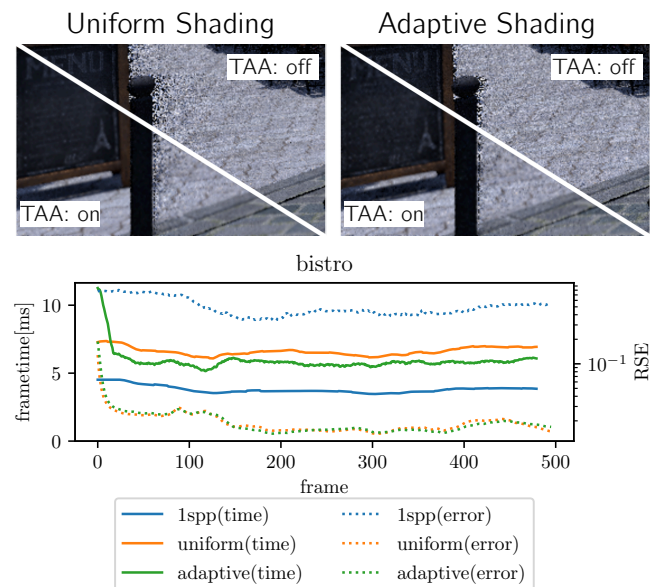 Uniform Shading
Adaptive Shading
MENU
TAA: off
TAA: off
TAA: on
TAA: on
bistro
frametime[ms]
10
5
0
10⁻¹
RSE
0
100
200
300
400
500
frame
1spp(time)
1spp(error)
uniform(time)
uniform(error)
adaptive(time)
adaptive(error)